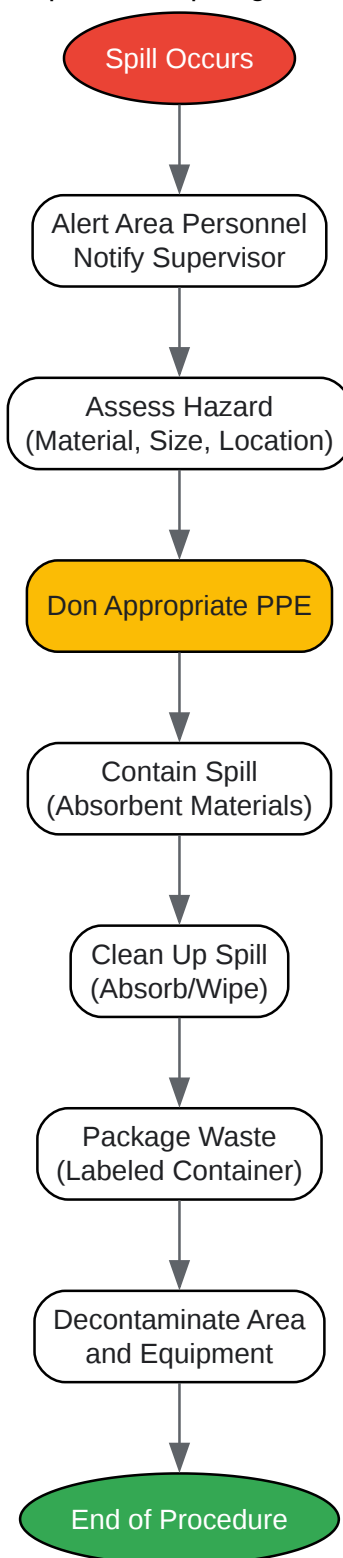 Spill Occurs
Alert Area Personnel
Notify Supervisor
Assess Hazard
(Material, Size, Location)
Don Appropriate PPE
Contain Spill
(Absorbent Materials)
Clean Up Spill
(Absorb/Wipe)
Package Waste
(Labeled Container)
Decontaminate Area
and Equipment
End of Procedure